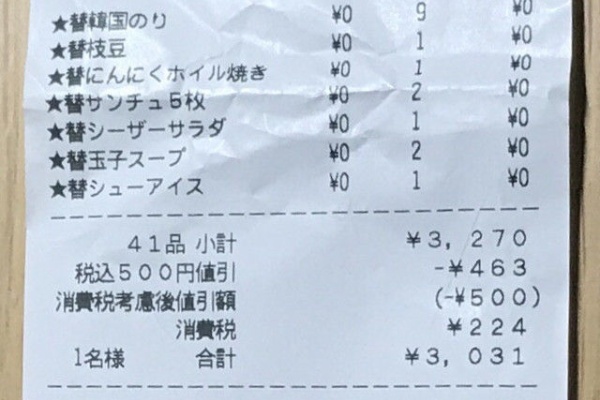 ★替韓国のり ¥0 9 ¥0
★替枝豆 ¥0 1 ¥0
★替にんにくホイル焼き ¥0 1 ¥0
★替サンチュ5枚 ¥0 2 ¥0
★替シーザーサラダ ¥0 1 ¥0
★替玉子スープ ¥0 2 ¥0
★替シューアイス ¥0 1 ¥0
41品 小計 ¥3,270
税込500円値引 -¥463
消費税考慮後値引額 (-¥500)
消費税 ¥224
1名様 合計 ¥3,031